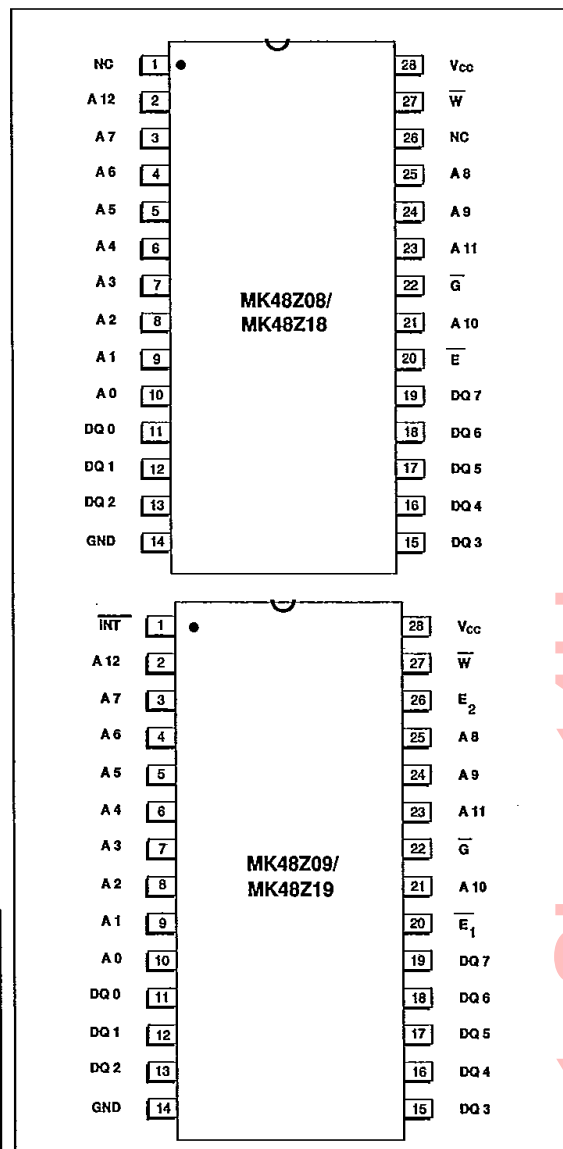 NC 1 28 Vcc
A 12 2 27 W̅
A 7 3 26 NC
A 6 4 25 A 8
A 5 5 24 A 9
A 4 6 23 A 11
A 3 7 22 G̅
MK48Z08/
MK48Z18
A 2 8 21 A 10
A 1 9 20 E̅
A 0 10 19 DQ 7
DQ 0 11 18 DQ 6
DQ 1 12 17 DQ 5
DQ 2 13 16 DQ 4
GND 14 15 DQ 3
I̅N̅T̅ 1 28 Vcc
A 12 2 27 W̅
A 7 3 26 E₂
A 6 4 25 A 8
A 5 5 24 A 9
A 4 6 23 A 11
A 3 7 22 G̅
MK48Z09/
MK48Z19
A 2 8 21 A 10
A 1 9 20 E̅₁
A 0 10 19 DQ 7
DQ 0 11 18 DQ 6
DQ 1 12 17 DQ 5
DQ 2 13 16 DQ 4
GND 14 15 DQ 3